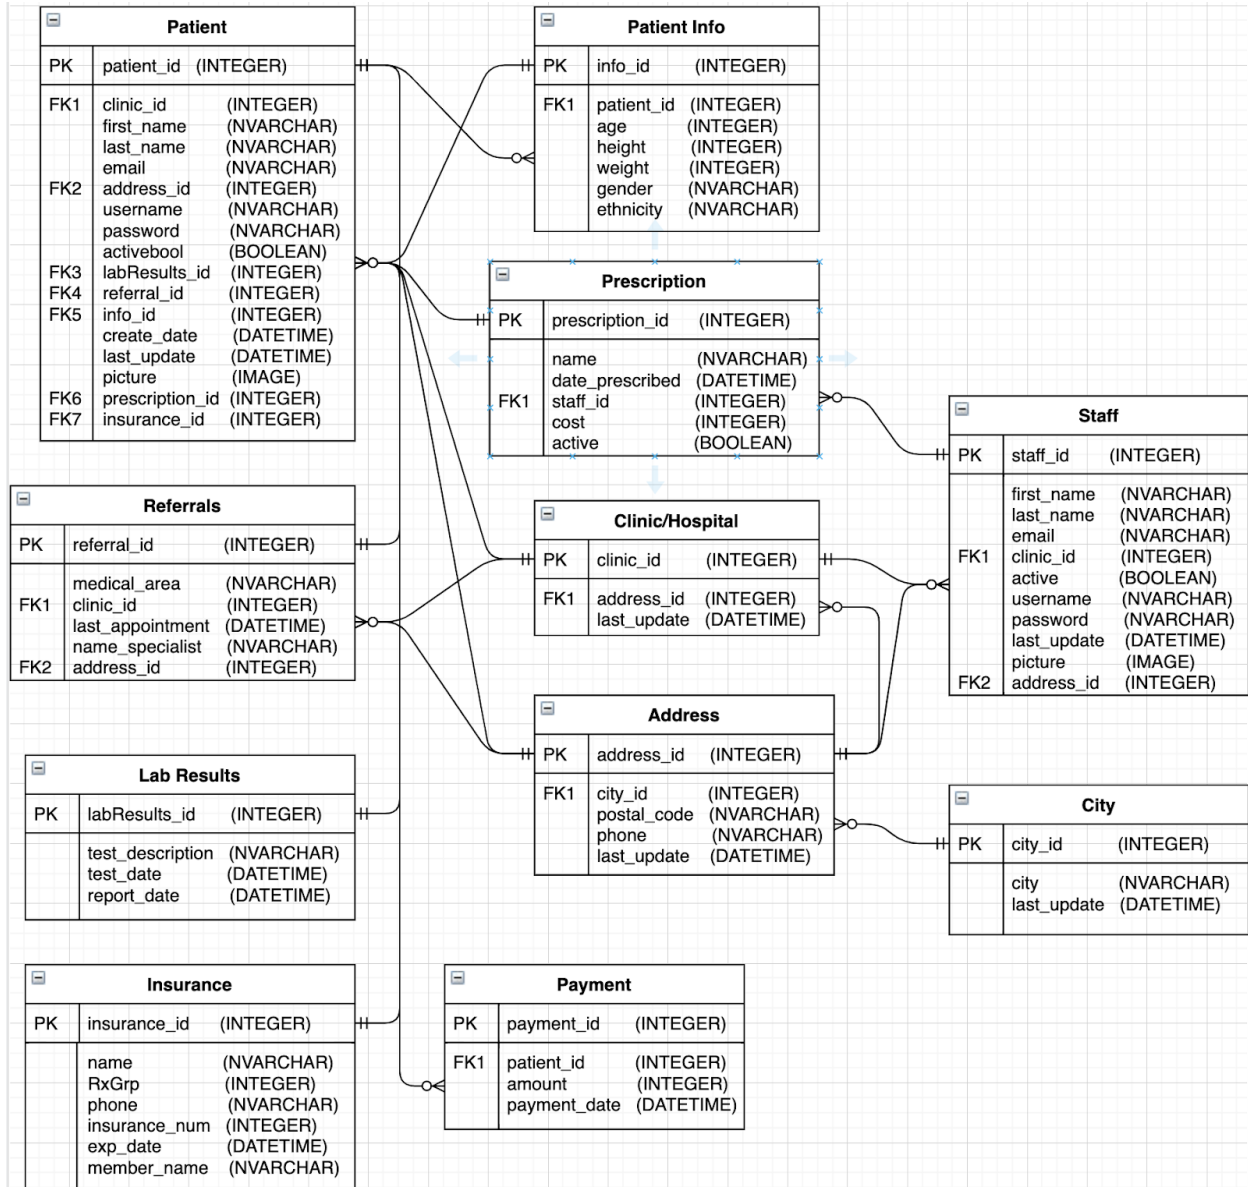 Patient
PK patient_id (INTEGER)
FK1 clinic_id (INTEGER)
first_name (NVARCHAR)
last_name (NVARCHAR)
email (NVARCHAR)
FK2 address_id (INTEGER)
username (NVARCHAR)
password (NVARCHAR)
activebool (BOOLEAN)
FK3 labResults_id (INTEGER)
FK4 referral_id (INTEGER)
FK5 info_id (INTEGER)
create_date (DATETIME)
last_update (DATETIME)
picture (IMAGE)
FK6 prescription_id (INTEGER)
FK7 insurance_id (INTEGER)
Patient Info
PK info_id (INTEGER)
FK1 patient_id (INTEGER)
age (INTEGER)
height (INTEGER)
weight (INTEGER)
gender (NVARCHAR)
ethnicity (NVARCHAR)
Prescription
PK prescription_id (INTEGER)
name (NVARCHAR)
date_prescribed (DATETIME)
FK1 staff_id (INTEGER)
cost (INTEGER)
active (BOOLEAN)
Staff
PK staff_id (INTEGER)
first_name (NVARCHAR)
last_name (NVARCHAR)
email (NVARCHAR)
FK1 clinic_id (INTEGER)
active (BOOLEAN)
username (NVARCHAR)
password (NVARCHAR)
last_update (DATETIME)
picture (IMAGE)
FK2 address_id (INTEGER)
Referrals
PK referral_id (INTEGER)
medical_area (NVARCHAR)
FK1 clinic_id (INTEGER)
last_appointment (DATETIME)
name_specialist (NVARCHAR)
FK2 address_id (INTEGER)
Clinic/Hospital
PK clinic_id (INTEGER)
FK1 address_id (INTEGER)
last_update (DATETIME)
Address
PK address_id (INTEGER)
FK1 city_id (INTEGER)
postal_code (NVARCHAR)
phone (NVARCHAR)
last_update (DATETIME)
Lab Results
PK labResults_id (INTEGER)
test_description (NVARCHAR)
test_date (DATETIME)
report_date (DATETIME)
City
PK city_id (INTEGER)
city (NVARCHAR)
last_update (DATETIME)
Insurance
PK insurance_id (INTEGER)
name (NVARCHAR)
RxGrp (INTEGER)
phone (NVARCHAR)
insurance_num (INTEGER)
exp_date (DATETIME)
member_name (NVARCHAR)
Payment
PK payment_id (INTEGER)
FK1 patient_id (INTEGER)
amount (INTEGER)
payment_date (DATETIME)